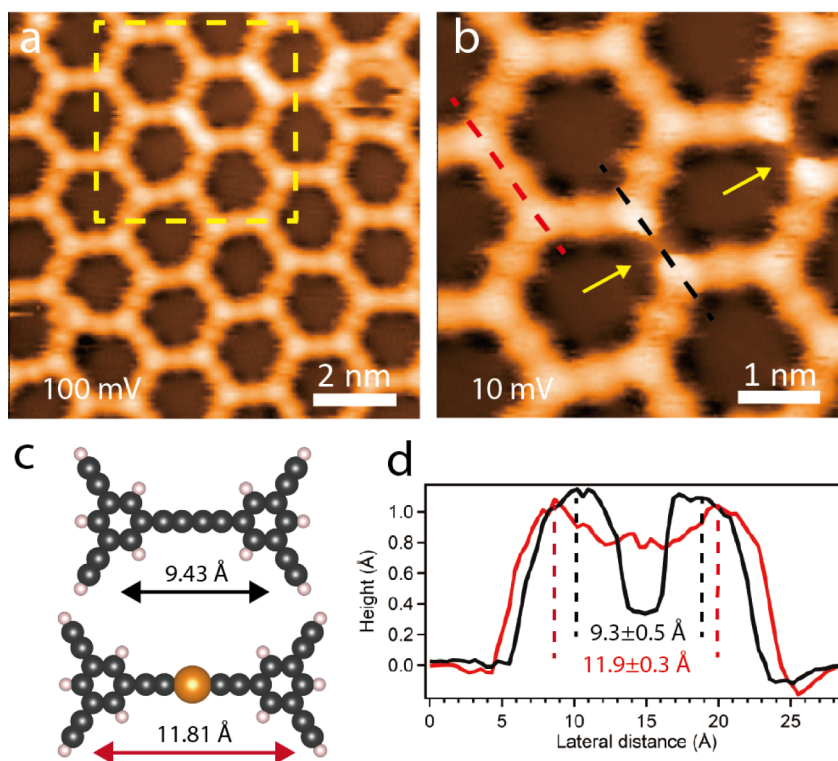 a
100 mV
2 nm
b
10 mV
1 nm
c
9.43 Å
11.81 Å
d
Height (Å)
1.0
0.8
0.4
0.2
0.0
9.3±0.5 Å
11.9±0.3 Å
0 5 10 15 20 25
Lateral distance (Å)